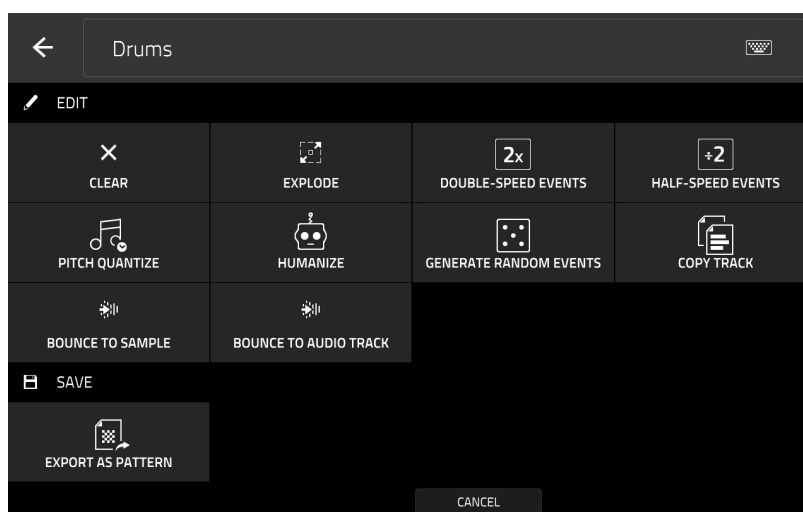 Drums
EDIT
CLEAR
EXPLODE
2x
DOUBLE-SPEED EVENTS
÷2
HALF-SPEED EVENTS
PITCH QUANTIZE
HUMANIZE
GENERATE RANDOM EVENTS
COPY TRACK
BOUNCE TO SAMPLE
BOUNCE TO AUDIO TRACK
SAVE
EXPORT AS PATTERN
CANCEL